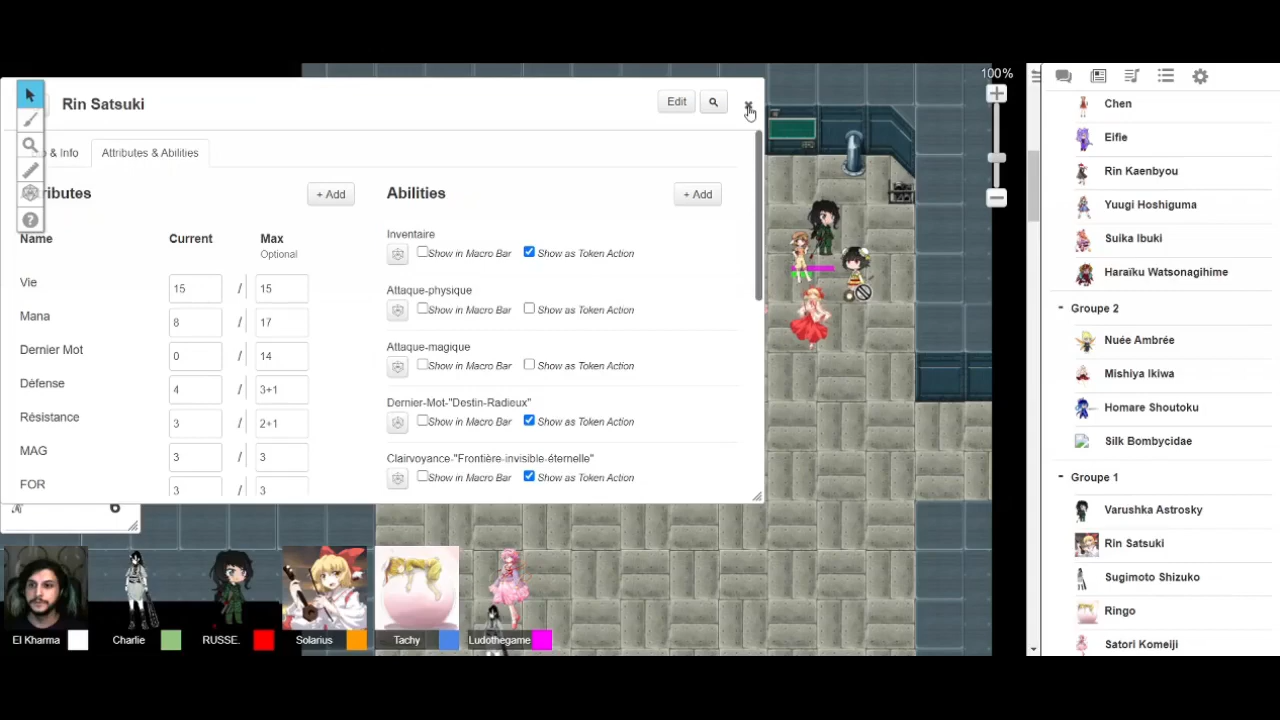 100%
Rin Satsuki
Edit
& Info
Attributes & Abilities
+ Add
Abilities
+ Add
Name
Current
Max
Optional
Vie
15 / 15
Mana
8 / 17
Dernier Mot
0 / 14
Défense
4 / 3+1
Résistance
3 / 2+1
MAG
3 / 3
FOR
3 / 3
Inventaire
Show in Macro Bar
Show as Token Action
Attaque-physique
Show in Macro Bar
Show as Token Action
Attaque-magique
Show in Macro Bar
Show as Token Action
Dernier-Mot-"Destin-Radieux"
Show in Macro Bar
Show as Token Action
Clairvoyance-"Frontière-invisible-éternelle"
Show in Macro Bar
Show as Token Action
El Kharma
Charlie
RUSSE.
Solarius
Tachy
Ludothegame
Chen
Eifie
Rin Kaenbyou
Yuugi Hoshiguma
Suika Ibuki
Haraïku Watsonagihime
Groupe 2
Nuée Ambrée
Mishiya Ikiwa
Homare Shoutoku
Silk Bombycidae
Groupe 1
Varushka Astrosky
Rin Satsuki
Sugimoto Shizuko
Ringo
Satori Komeiji